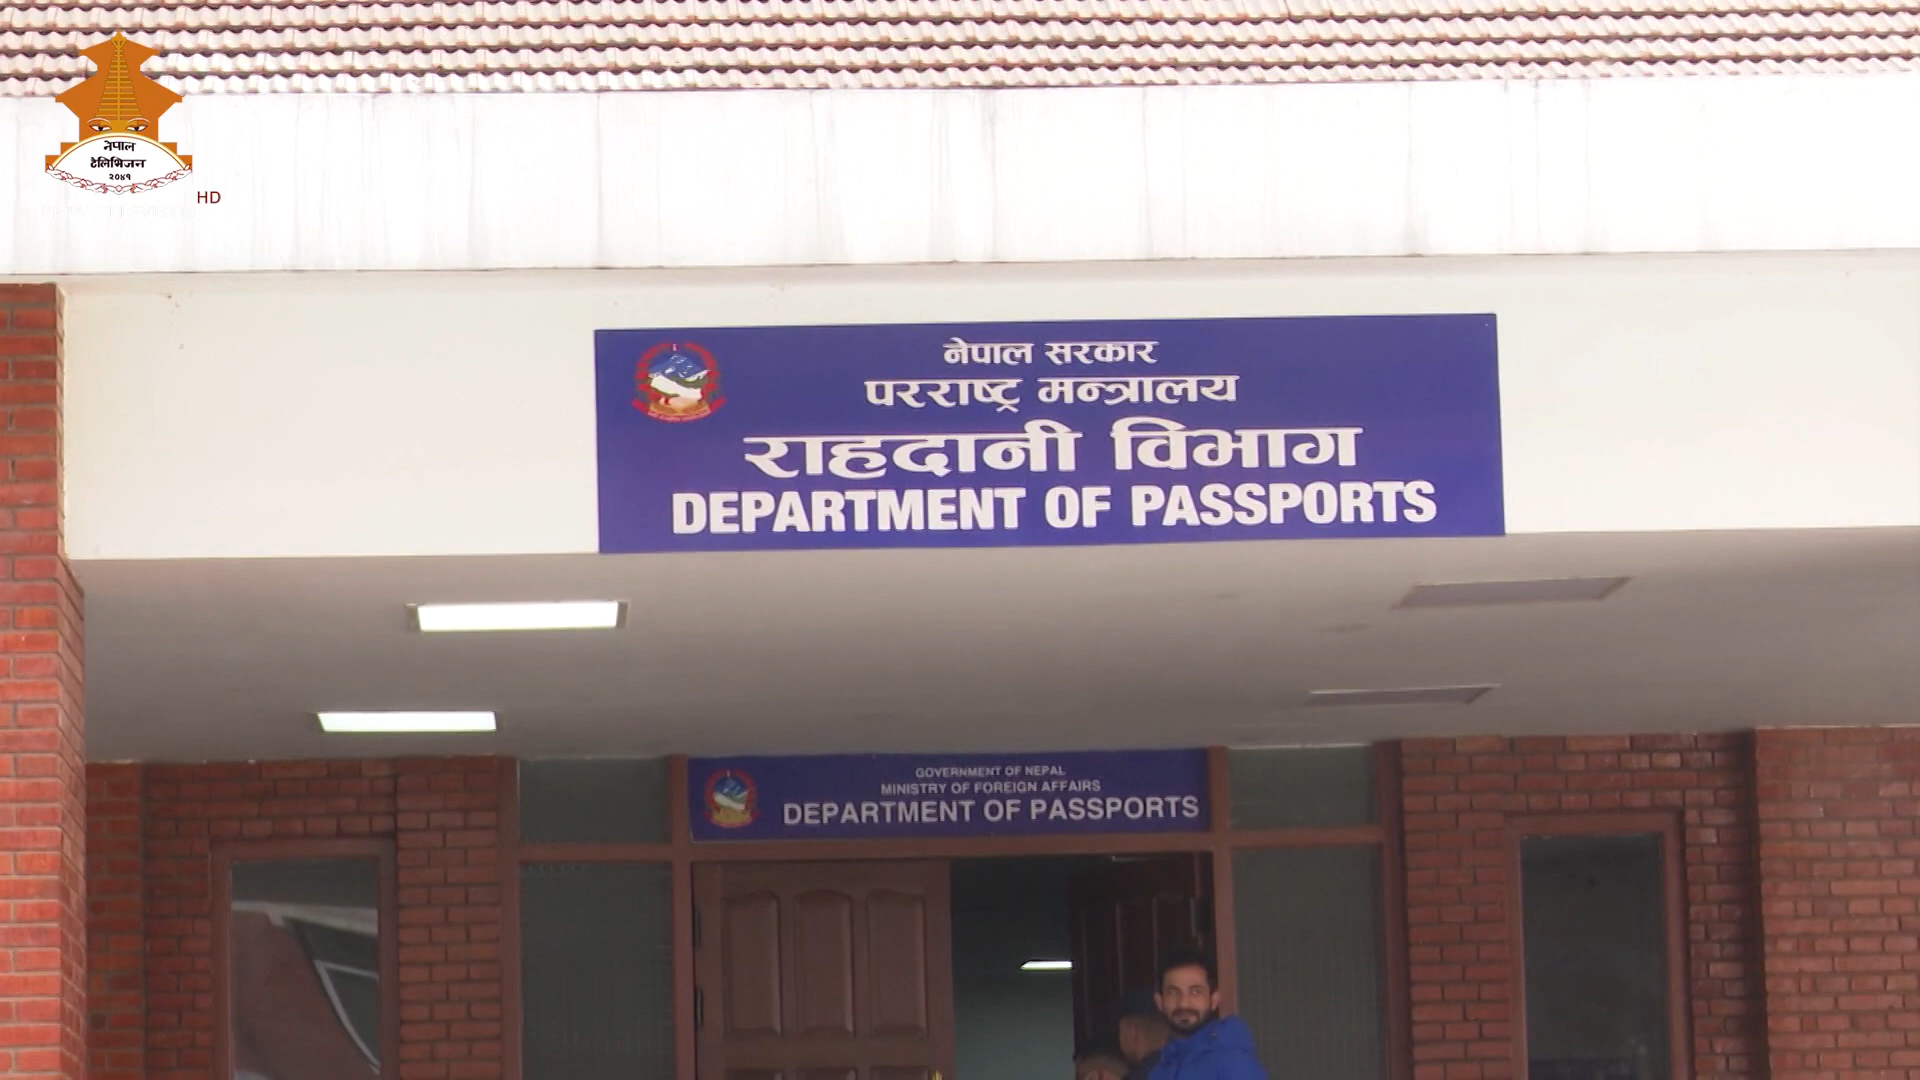 नेपाल
टेलिभिजन
२०४१
HD
नेपाल सरकार
परराष्ट्र मन्त्रालय
राहदानी विभाग
DEPARTMENT OF PASSPORTS
GOVERNMENT OF NEPAL
MINISTRY OF FOREIGN AFFAIRS
DEPARTMENT OF PASSPORTS